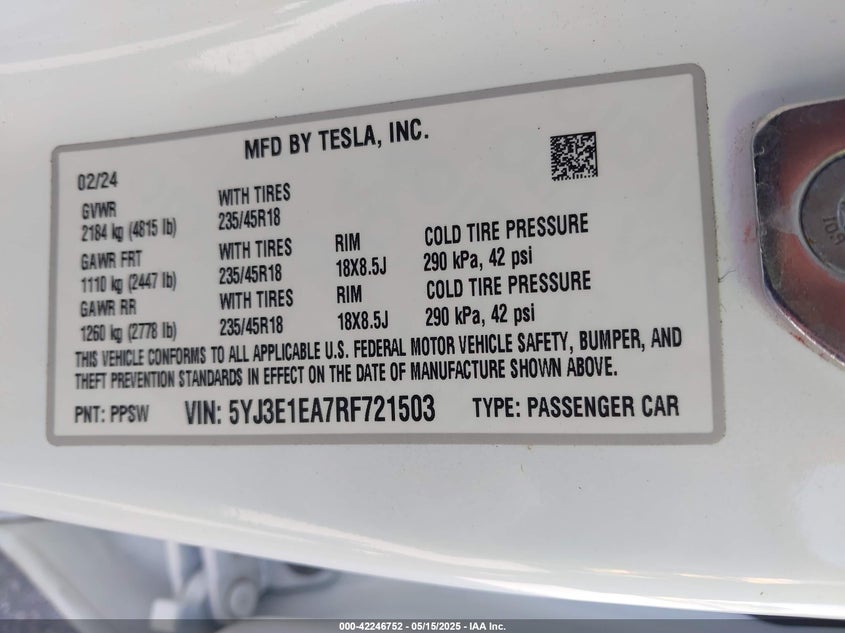 MFD BY TESLA, INC.
02/24
GVWR
2184 kg (4815 lb)
WITH TIRES
235/45R18
GAWR FRT
1110 kg (2447 lb)
WITH TIRES
235/45R18
RIM
18X8.5J
COLD TIRE PRESSURE
290 kPa, 42 psi
GAWR RR
1260 kg (2778 lb)
WITH TIRES
235/45R18
RIM
18X8.5J
COLD TIRE PRESSURE
290 kPa, 42 psi
THIS VEHICLE CONFORMS TO ALL APPLICABLE U.S. FEDERAL MOTOR VEHICLE SAFETY, BUMPER, AND
THEFT PREVENTION STANDARDS IN EFFECT ON THE DATE OF MANUFACTURE SHOWN ABOVE.
PNT: PPSW VIN: 5YJ3E1EA7RF721503 TYPE: PASSENGER CAR
10.9
000-42246752 - 05/15/2025 - IAA Inc.